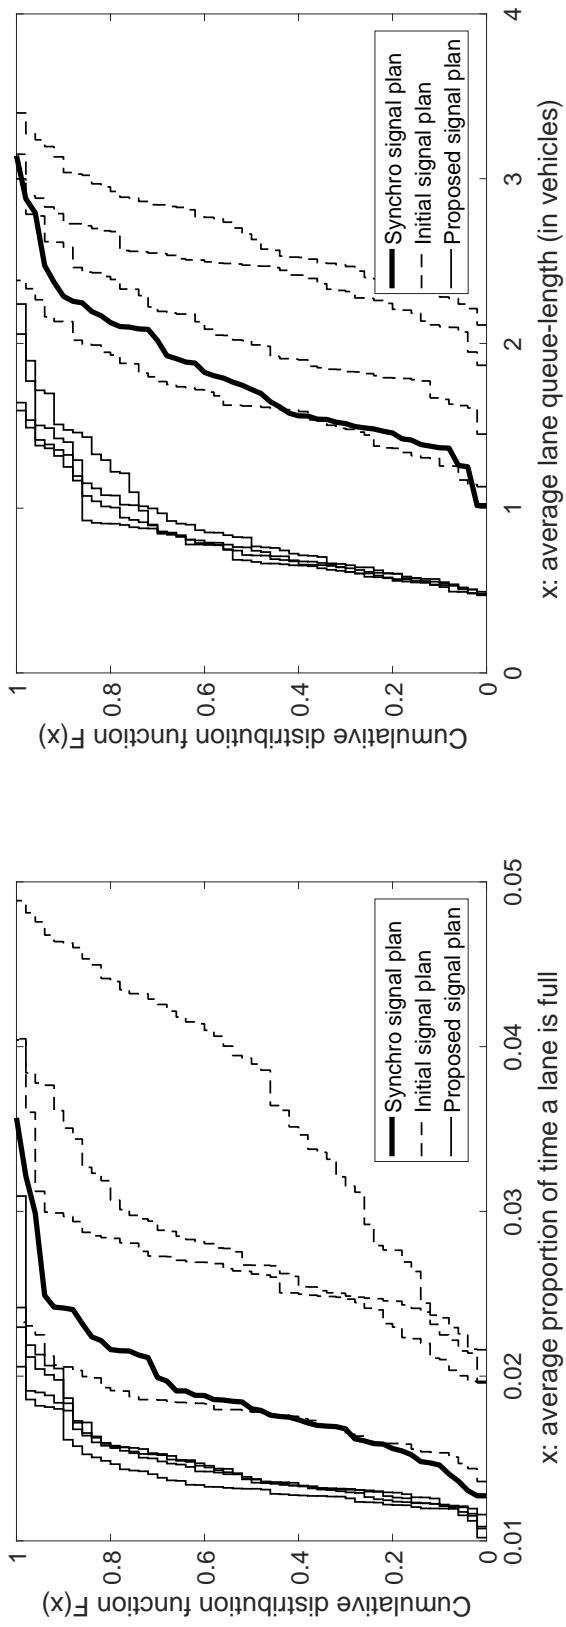 1
0.8
0.6
0.4
0.2
0
Cumulative distribution function F(x)
0.01
0.02
0.03
0.04
0.05
x: average proportion of time a lane is full
Synchro signal plan
Initial signal plan
Proposed signal plan
1
0.8
0.6
0.4
0.2
0
Cumulative distribution function F(x)
0
1
2
3
4
x: average lane queue-length (in vehicles)
Synchro signal plan
Initial signal plan
Proposed signal plan